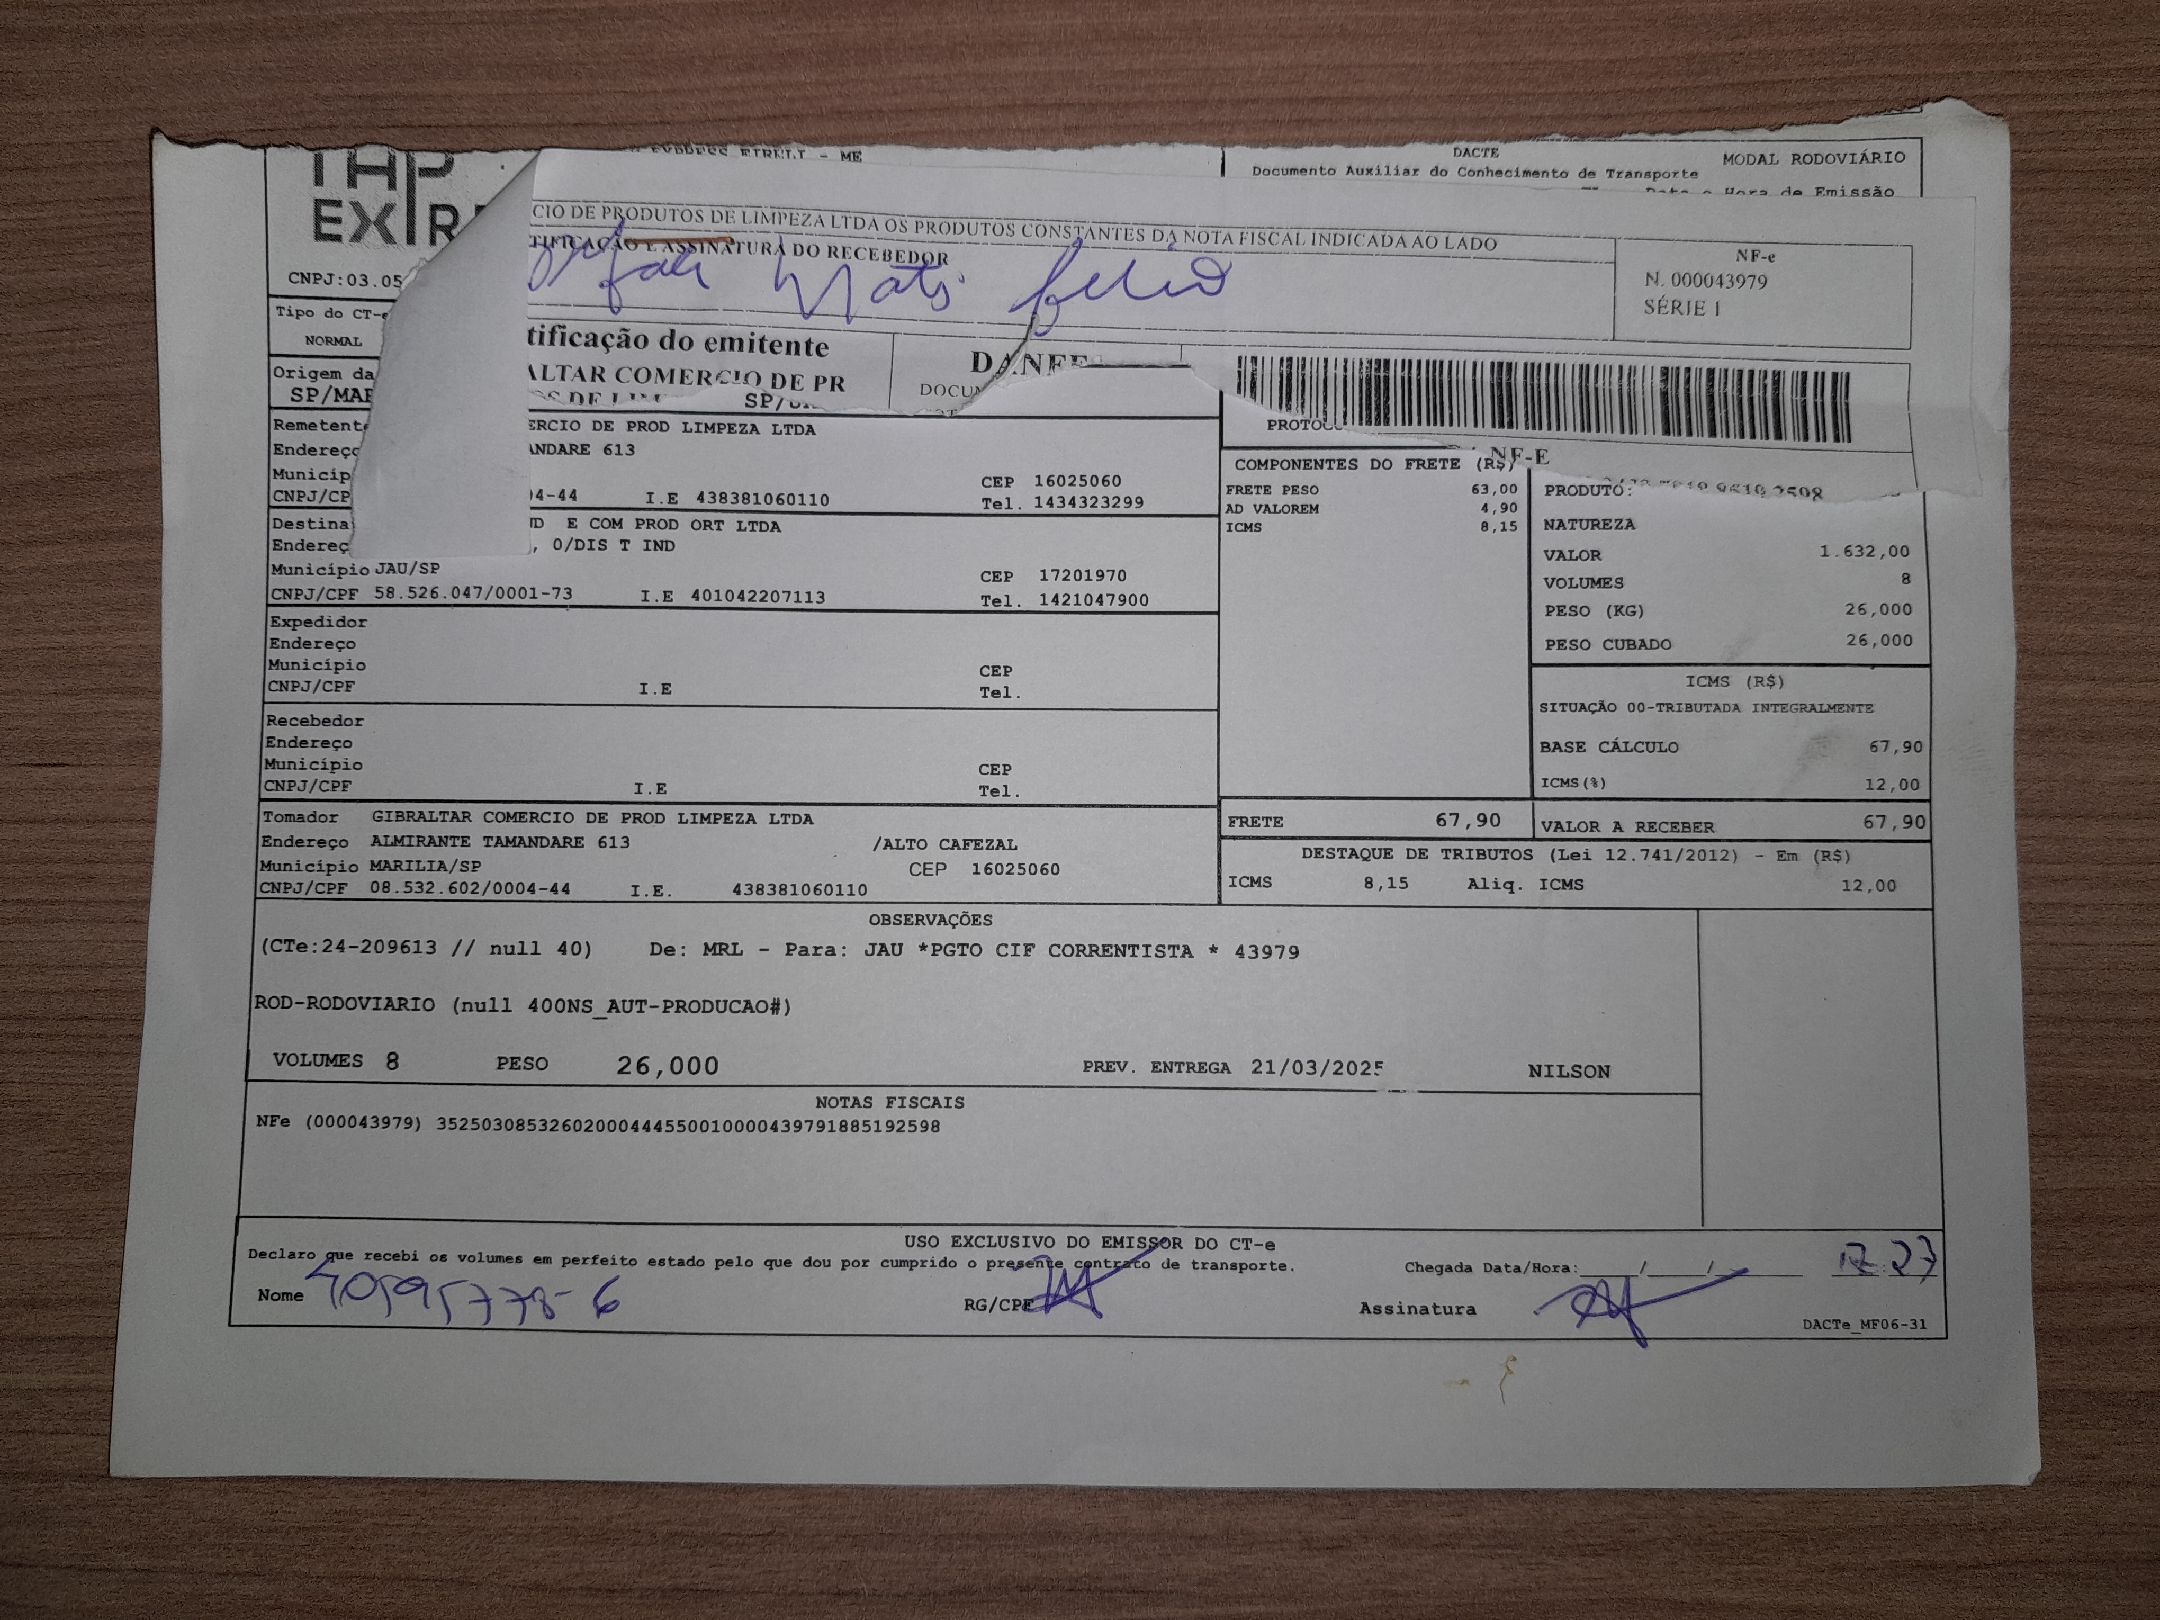 TAP
EXPRE
EXPRESS EIRELI - ME
DACTE
MODAL RODOVIÁRIO
Documento Auxiliar do Conhecimento de Transporte
Data e Hora de Emissão
CIO DE PRODUTOS DE LIMPEZA LTDA OS PRODUTOS CONSTANTES DA NOTA FISCAL INDICADA AO LADO
TIFICAÇÃO E ASSINATURA DO RECEBEDOR
NF-e
N. 000043979
SÉRIE 1
CNPJ:03.05
Tipo do CT-e
NORMAL
tificação do emitente
ALTAR COMERCIO DE PR
DANFE
DOCUM
Origem da
SP/MAR
PROTOCO
NF-E
Remetente ERCIO DE PROD LIMPEZA LTDA
Endereço ANDARE 613
Municíp CEP 16025060
CNPJ/CP 04-44 I.E 438381060110 Tel. 1434323299
Destina ND E COM PROD ORT LTDA
Endereç , 0/DIS T IND
Município JAU/SP CEP 17201970
CNPJ/CPF 58.526.047/0001-73 I.E 401042207113 Tel. 1421047900
Expedidor
Endereço
Município CEP
CNPJ/CPF I.E Tel.
Recebedor
Endereço
Município CEP
CNPJ/CPF I.E Tel.
Tomador GIBRALTAR COMERCIO DE PROD LIMPEZA LTDA
Endereço ALMIRANTE TAMANDARE 613 /ALTO CAFEZAL
Município MARILIA/SP CEP 16025060
CNPJ/CPF 08.532.602/0004-44 I.E. 438381060110
COMPONENTES DO FRETE (R$)
FRETE PESO 63,00
AD VALOREM 4,90
ICMS 8,15
PRODUTO:
NATUREZA
VALOR 1.632,00
VOLUMES 8
PESO (KG) 26,000
PESO CUBADO 26,000
ICMS (R$)
SITUAÇÃO 00-TRIBUTADA INTEGRALMENTE
BASE CÁLCULO 67,90
ICMS(%) 12,00
FRETE 67,90 VALOR A RECEBER 67,90
DESTAQUE DE TRIBUTOS (Lei 12.741/2012) - Em (R$)
ICMS 8,15 Aliq. ICMS 12,00
OBSERVAÇÕES
(CTe:24-209613 // null 40) De: MRL - Para: JAU *PGTO CIF CORRENTISTA * 43979
ROD-RODOVIARIO (null 400NS_AUT-PRODUCAO#)
VOLUMES 8 PESO 26,000 PREV. ENTREGA 21/03/2025 NILSON
NOTAS FISCAIS
NFe (000043979) 35250308532602000444550010000439791885192598
USO EXCLUSIVO DO EMISSOR DO CT-e
Declaro que recebi os volumes em perfeito estado pelo que dou por cumprido o presente contrato de transporte. Chegada Data/Hora: / /
Nome RG/CPF Assinatura
DACTe_MF06-31